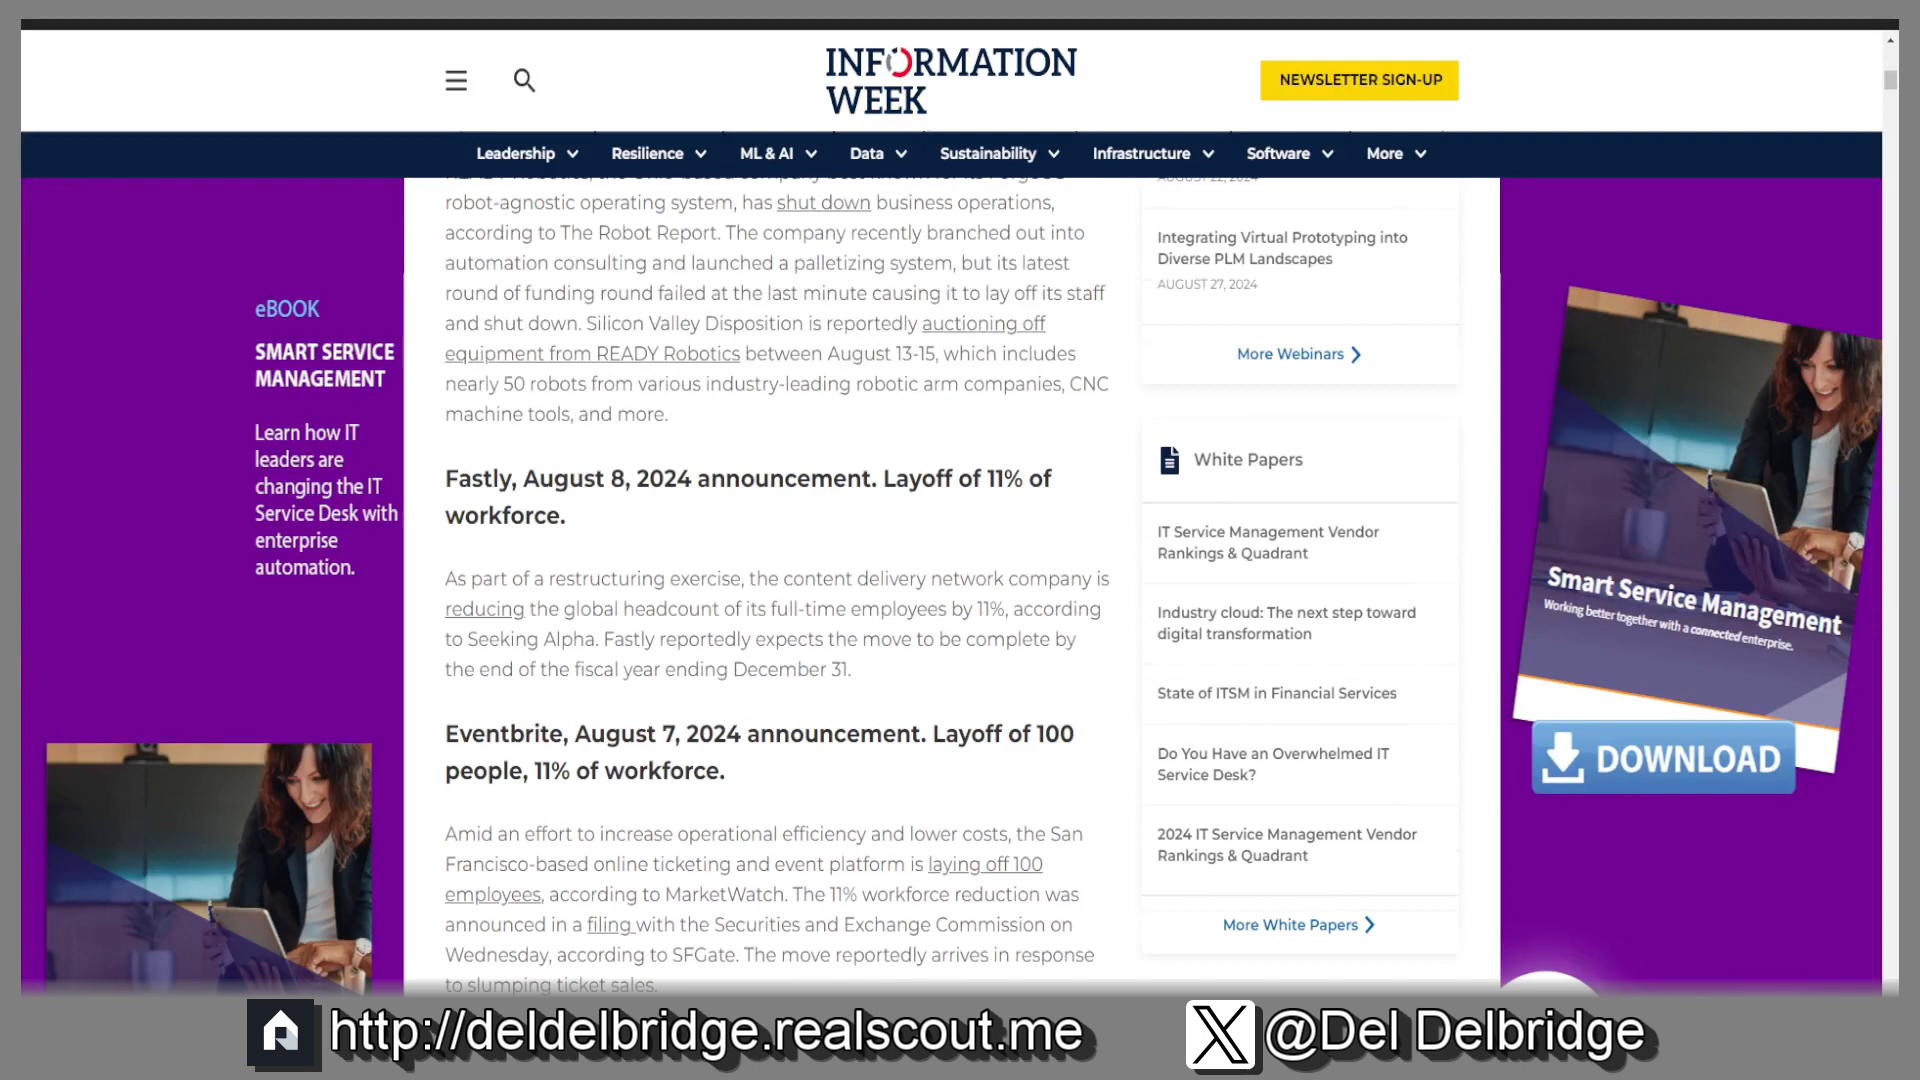 INFORMATION
WEEK
NEWSLETTER SIGN-UP
Leadership
Resilience
ML & AI
Data
Sustainability
Infrastructure
Software
More
robot-agnostic operating system, has shut down business operations,
according to The Robot Report. The company recently branched out into
automation consulting and launched a palletizing system, but its latest
round of funding round failed at the last minute causing it to lay off its staff
and shut down. Silicon Valley Disposition is reportedly auctioning off
equipment from READY Robotics between August 13-15, which includes
nearly 50 robots from various industry-leading robotic arm companies, CNC
machine tools, and more.
Fastly, August 8, 2024 announcement. Layoff of 11% of
workforce.
As part of a restructuring exercise, the content delivery network company is
reducing the global headcount of its full-time employees by 11%, according
to Seeking Alpha. Fastly reportedly expects the move to be complete by
the end of the fiscal year ending December 31.
Eventbrite, August 7, 2024 announcement. Layoff of 100
people, 11% of workforce.
Amid an effort to increase operational efficiency and lower costs, the San
Francisco-based online ticketing and event platform is laying off 100
employees, according to MarketWatch. The 11% workforce reduction was
announced in a filing with the Securities and Exchange Commission on
Wednesday, according to SFGate. The move reportedly arrives in response
to slumping ticket sales.
AUGUST 22, 2024
Integrating Virtual Prototyping into
Diverse PLM Landscapes
AUGUST 27, 2024
More Webinars
White Papers
IT Service Management Vendor
Rankings & Quadrant
Industry cloud: The next step toward
digital transformation
State of ITSM in Financial Services
Do You Have an Overwhelmed IT
Service Desk?
2024 IT Service Management Vendor
Rankings & Quadrant
More White Papers
eBOOK
SMART SERVICE
MANAGEMENT
Learn how IT
leaders are
changing the IT
Service Desk with
enterprise
automation.
Smart Service Management
Working better together with a connected enterprise.
DOWNLOAD
http://deldelbridge.realscout.me
@Del Delbridge